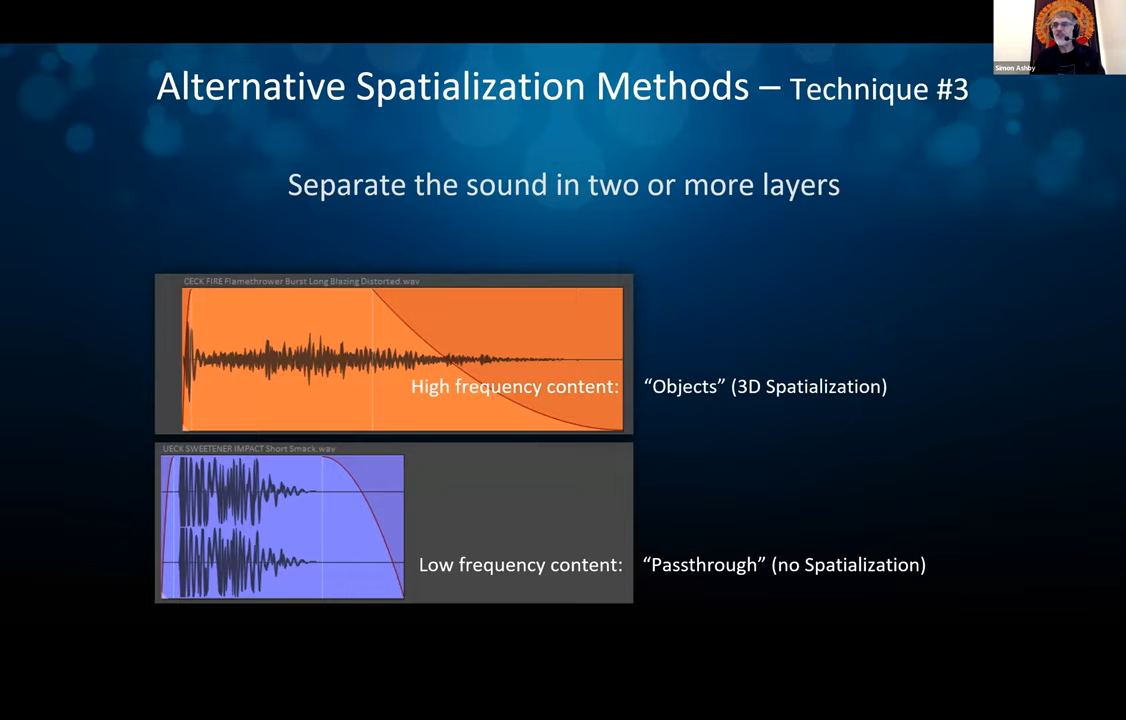 Simon Ashby
Alternative Spatialization Methods – Technique #3
Separate the sound in two or more layers
CECK FIRE Flamethrower Burst Long Blazing Distorted.wav
High frequency content: “Objects” (3D Spatialization)
UECK SWEETENER IMPACT Short Smack.wav
Low frequency content: “Passthrough” (no Spatialization)